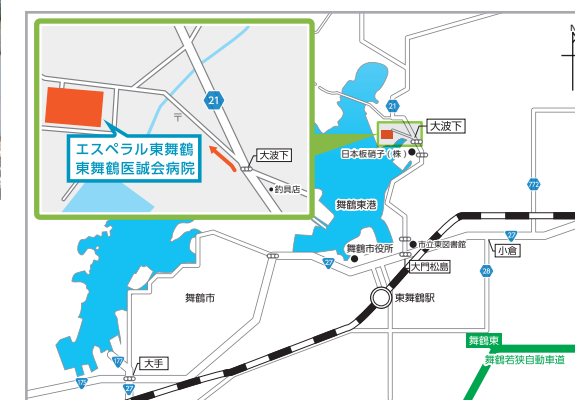 21
〒
エスペラル東舞鶴
東舞鶴医誠会病院
大波下
釣具店
N
21
大波下
日本板硝子(株)
772
舞鶴東港
舞鶴市役所
市立東図書館
27
小倉
27
大門松島
28
舞鶴市
東舞鶴駅
舞鶴東
舞鶴若狭自動車道
177
大手
175
27